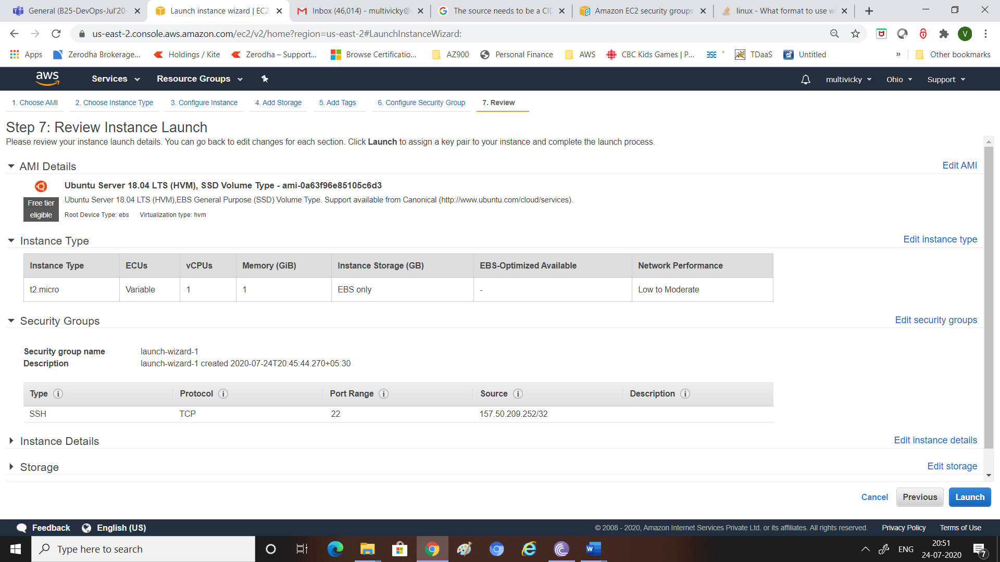 General (B25-DevOps-Jul'20-
Launch instance wizard | EC2
Inbox (46,014) - multivicky@
The source needs to be a CID
Amazon EC2 security groups
linux - What format to use w
us-east-2.console.aws.amazon.com/ec2/v2/home?region=us-east-2#LaunchInstanceWizard:
V
Apps
Zerodha Brokerage...
Holdings / Kite
Zerodha – Support...
Browse Certificatio...
AZ900
Personal Finance
AWS
CBC Kids Games | P...
BSE `
TDaaS
Untitled
»
Other bookmarks
aws
Services
Resource Groups
multivicky
Ohio
Support
1. Choose AMI
2. Choose Instance Type
3. Configure Instance
4. Add Storage
5. Add Tags
6. Configure Security Group
7. Review
Step 7: Review Instance Launch
Please review your instance launch details. You can go back to edit changes for each section. Click Launch to assign a key pair to your instance and complete the launch process.
AMI Details
Edit AMI
Ubuntu Server 18.04 LTS (HVM), SSD Volume Type - ami-0a63f96e85105c6d3
Free tier
eligible
Ubuntu Server 18.04 LTS (HVM),EBS General Purpose (SSD) Volume Type. Support available from Canonical (http://www.ubuntu.com/cloud/services).
Root Device Type: ebs Virtualization type: hvm
Instance Type
Edit instance type
Instance Type ECUs vCPUs Memory (GiB) Instance Storage (GB) EBS-Optimized Available Network Performance
t2.micro Variable 1 1 EBS only - Low to Moderate
Security Groups
Edit security groups
Security group name launch-wizard-1
Description launch-wizard-1 created 2020-07-24T20:45:44.270+05:30
Type i Protocol i Port Range i Source i Description i
SSH TCP 22 157.50.209.252/32
Instance Details
Edit instance details
Storage
Edit storage
Cancel
Previous
Launch
Feedback
English (US)
© 2008 - 2020, Amazon Internet Services Private Ltd. or its affiliates. All rights reserved.
Privacy Policy
Terms of Use
Type here to search
ENG
20:51
24-07-2020
7